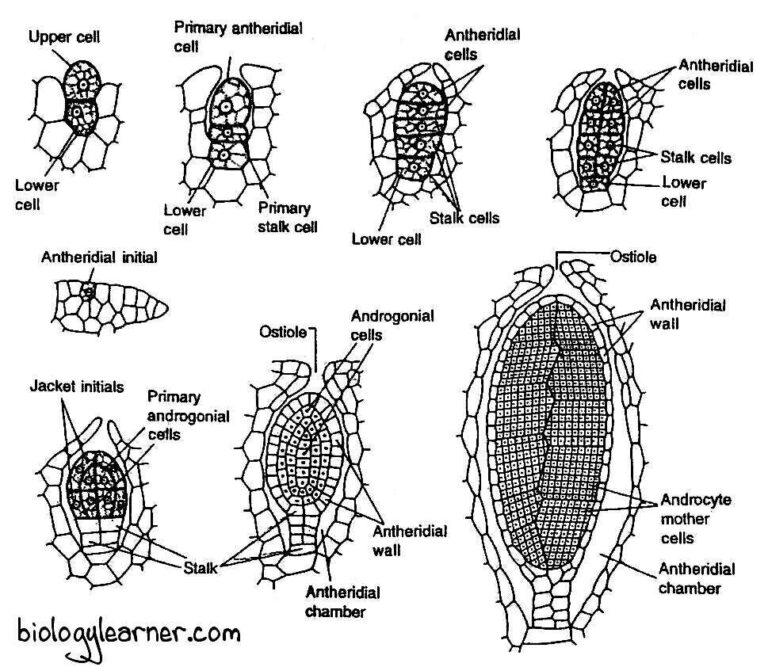 Upper cell
Lower
cell
Primary antheridial
cell
Lower
cell
Primary
stalk cell
Antheridial
cells
Stalk cells
Lower cell
Antheridial
cells
Stalk cells
Lower
cell
Antheridial initial
Jacket initials
Primary
androgonial
cells
Stalk
Ostiole
Androgonial
cells
Antheridial
wall
Antheridial
chamber
Ostiole
Antheridial
wall
Androcyte
mother
cells
Antheridial
chamber
biologylearner.com